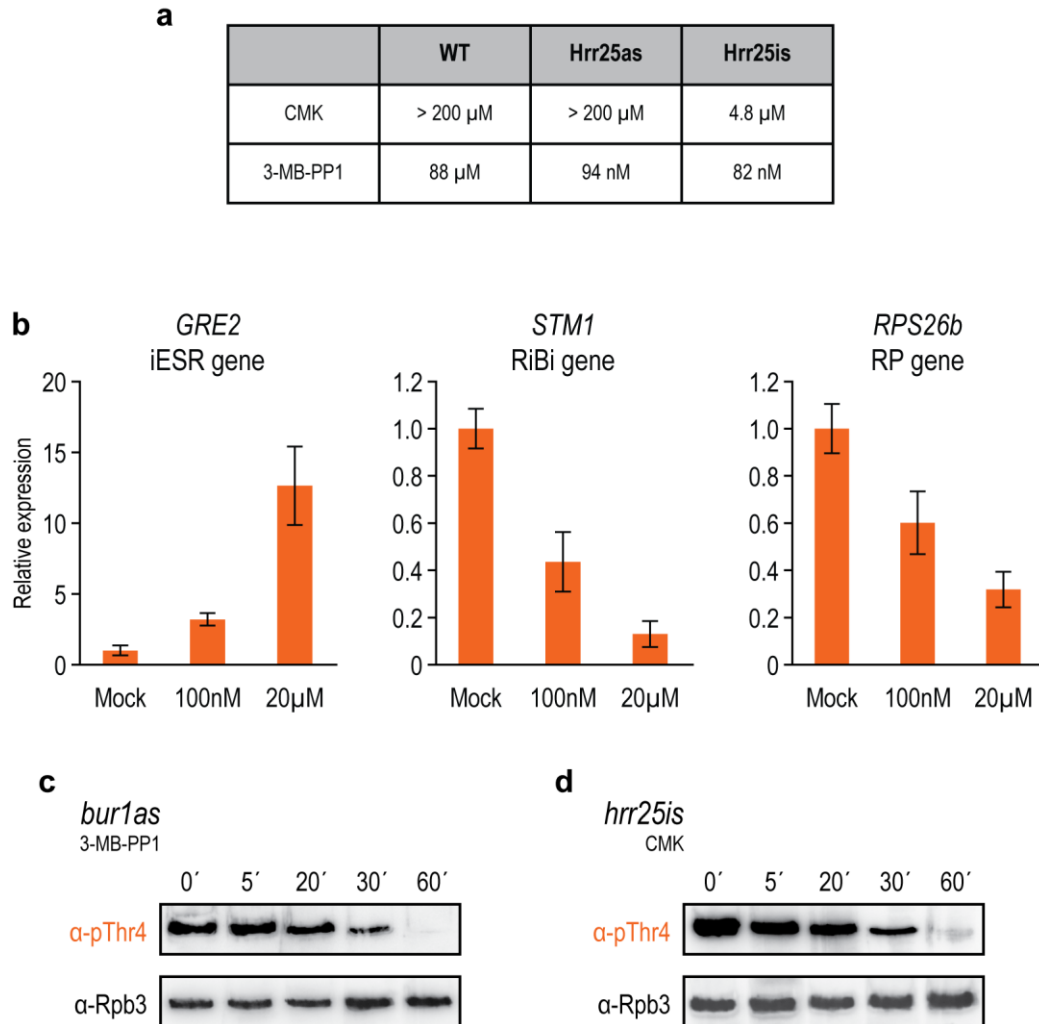 a
WT Hrr25as Hrr25is
CMK > 200 µM > 200 µM 4.8 µM
3-MB-PP1 88 µM 94 nM 82 nM
b
GRE2
iESR gene
STM1
RiBi gene
RPS26b
RP gene
Relative expression
20
15
10
5
0
Mock 100nM 20µM
1.2
1.0
0.8
0.6
0.4
0.2
0
Mock 100nM 20µM
1.2
1.0
0.8
0.6
0.4
0.2
0
Mock 100nM 20µM
c
bur1as
3-MB-PP1
0´ 5´ 20´ 30´ 60´
α-pThr4
α-Rpb3
d
hrr25is
CMK
0´ 5´ 20´ 30´ 60´
α-pThr4
α-Rpb3